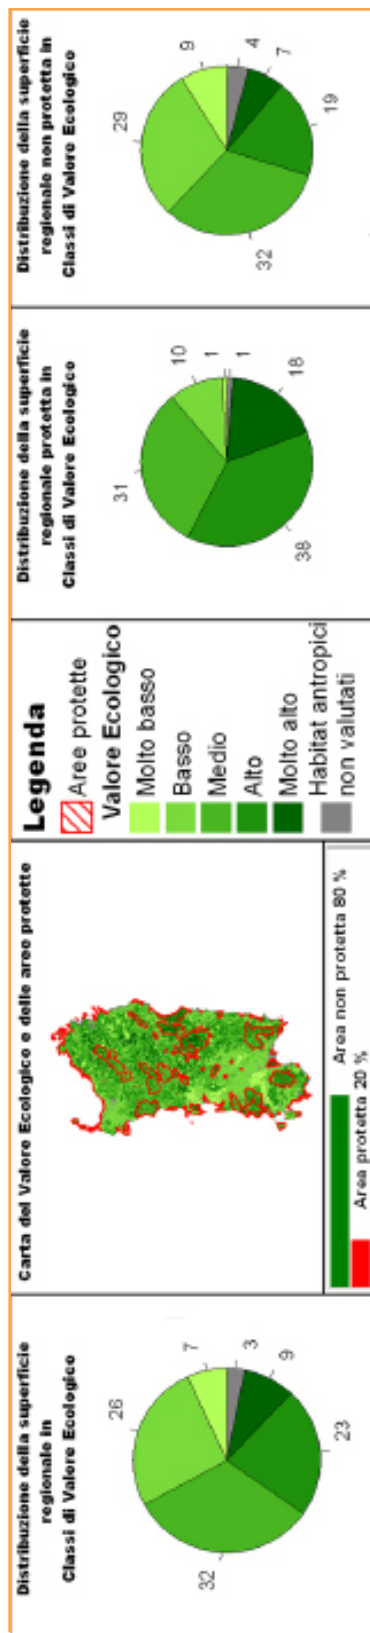 Distribuzione della superficie
regionale in
Classi di Valore Ecologico
7
26
3
9
32
23
Carta del Valore Ecologico e delle aree protette
Area non protetta 80 %
Area protetta 20 %
Legenda
Aree protette
Valore Ecologico
Molto basso
Basso
Medio
Alto
Molto alto
Habitat antropici
non valutati
Distribuzione della superficie
regionale protetta in
Classi di Valore Ecologico
10
1
1
31
18
38
Distribuzione della superficie
regionale non protetta in
Classi di Valore Ecologico
9
29
4
7
19
32